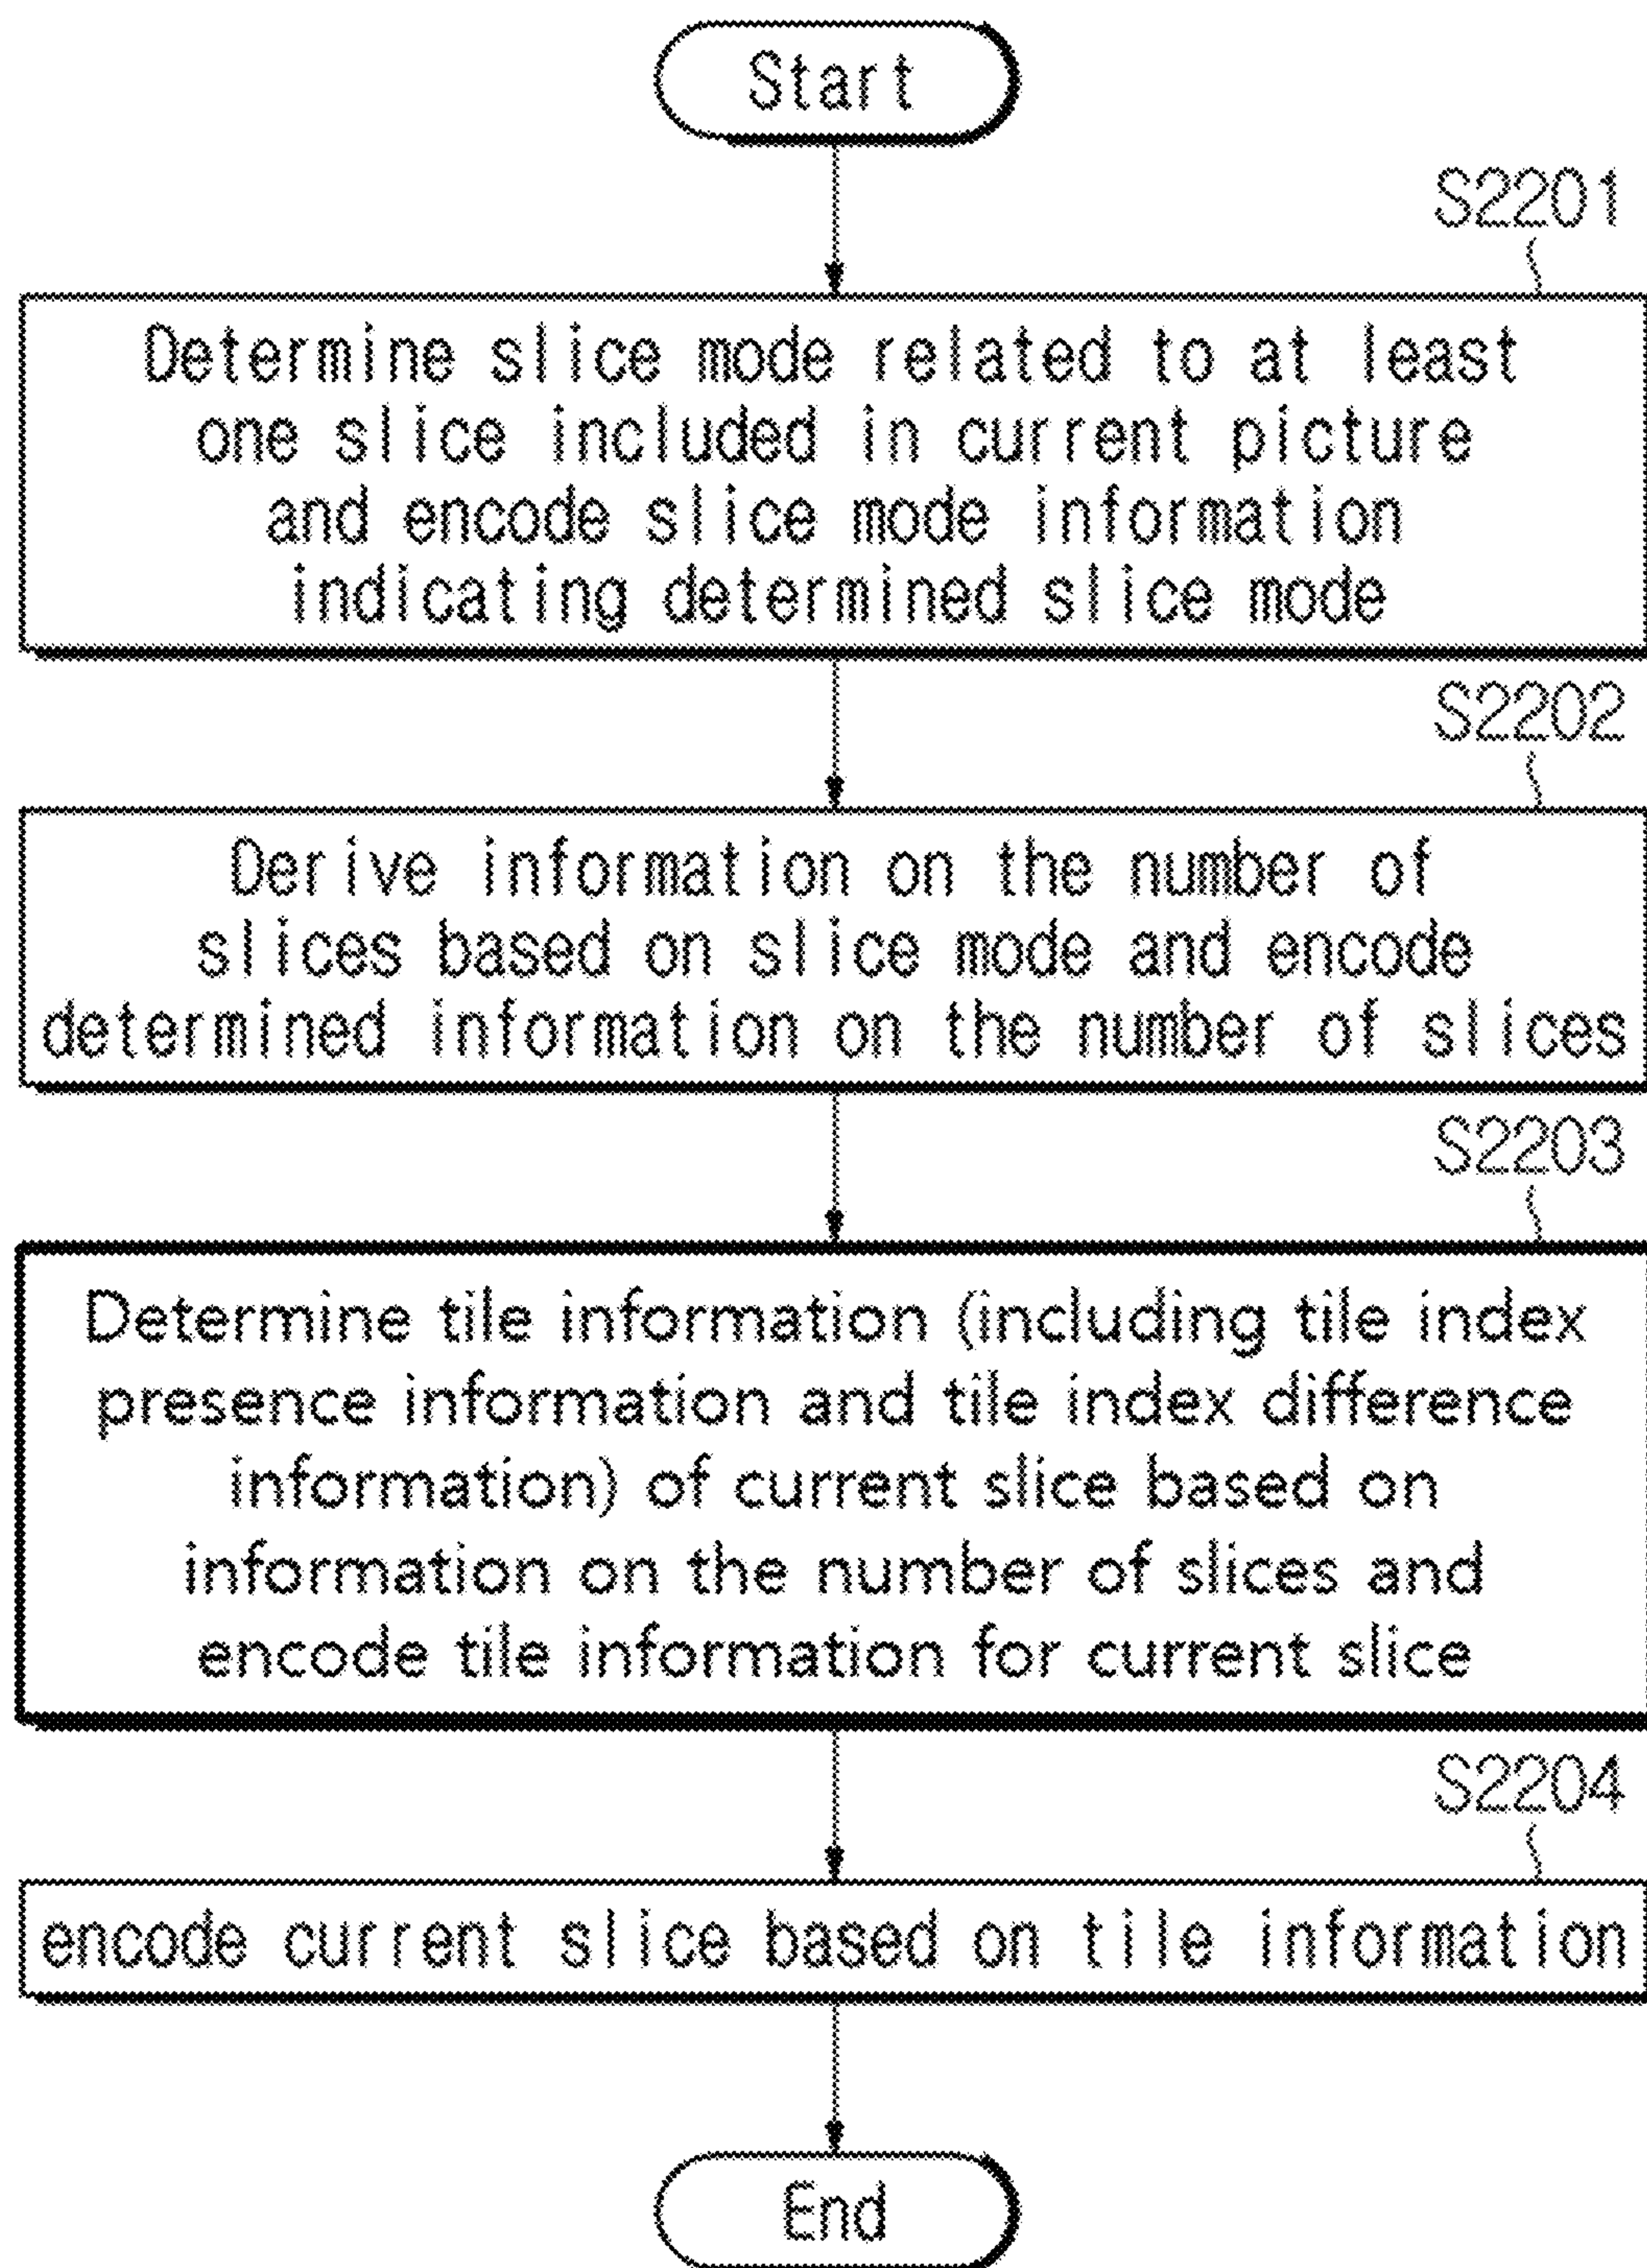 Start
S2201
Determine slice mode related to at least
one slice included in current picture
and encode slice mode information
indicating determined slice mode
S2202
Derive information on the number of
slices based on slice mode and encode
determined information on the number of slices
S2203
Determine tile information (including tile index
presence information and tile index difference
information) of current slice based on
information on the number of slices and
encode tile information for current slice
S2204
encode current slice based on tile information
End